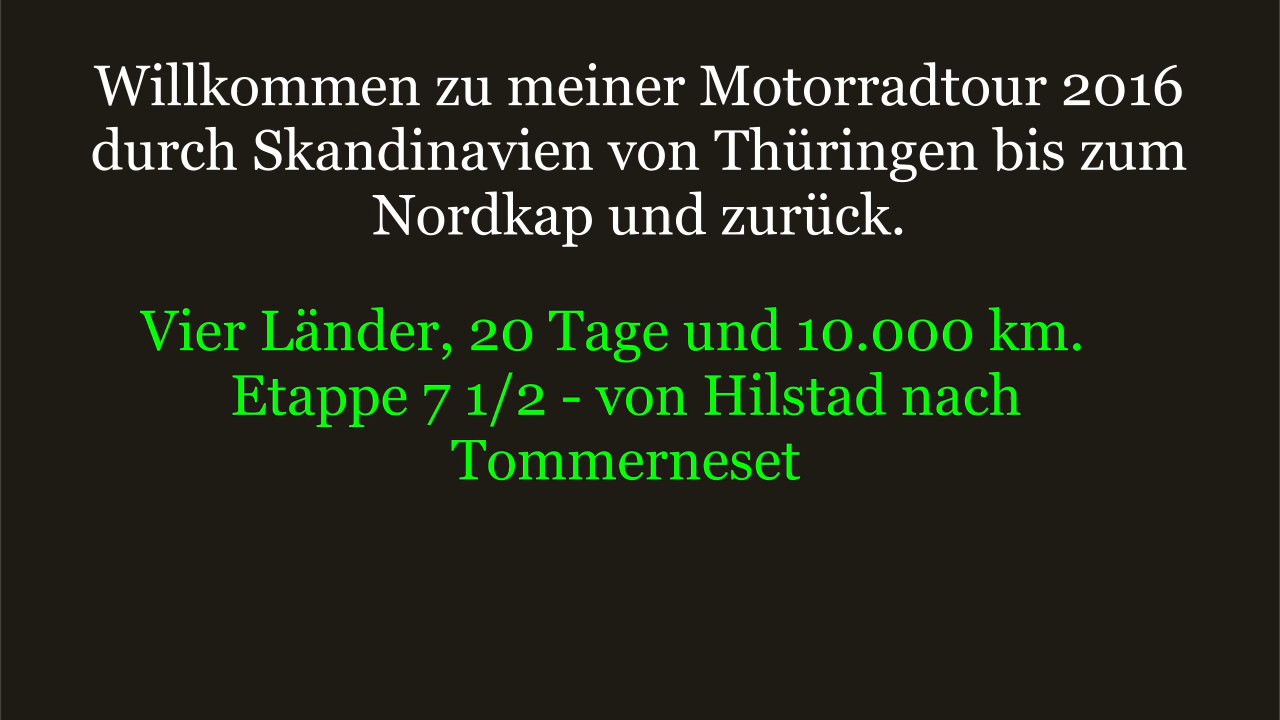 Willkommen zu meiner Motorradtour 2016
durch Skandinavien von Thüringen bis zum
Nordkap und zurück.
Vier Länder, 20 Tage und 10.000 km.
Etappe 7 1/2 - von Hilstad nach
Tommerneset